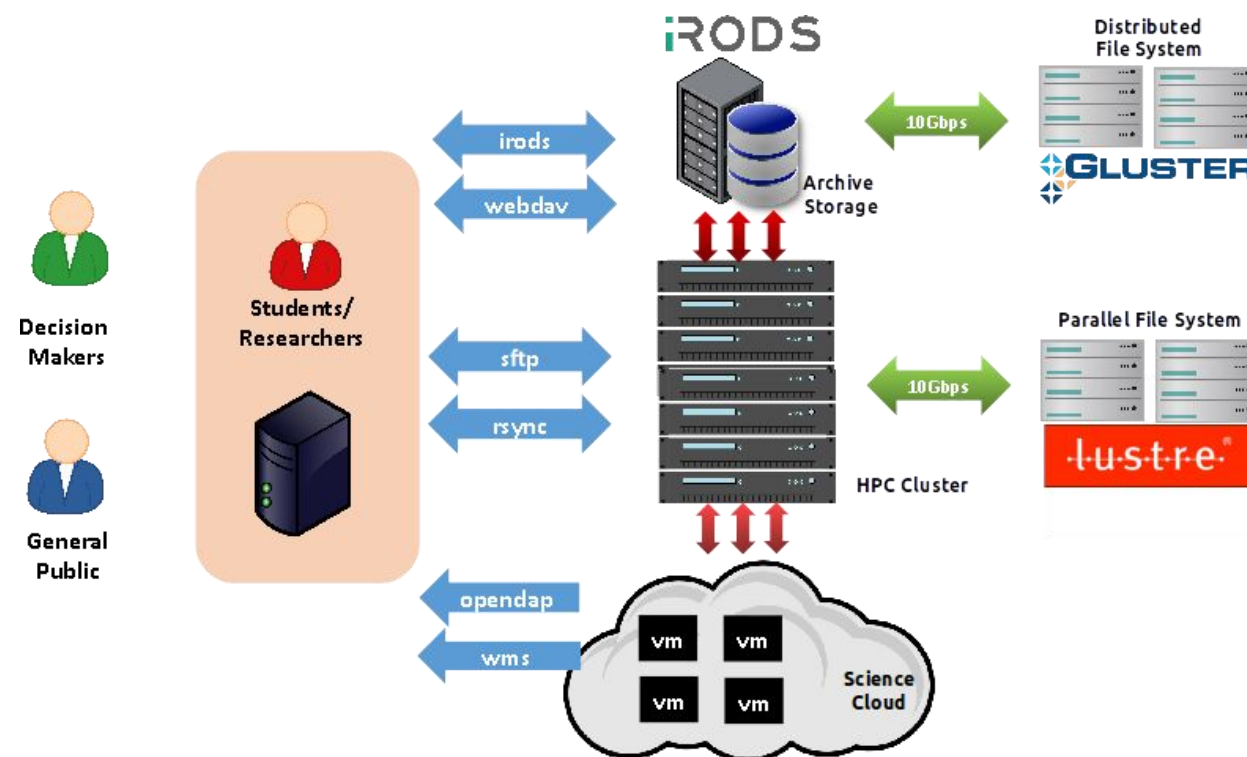 iRODS
Distributed
File System
irods
10Gbps
GLUSTER
webdav
Archive
Storage
Decision
Makers
Students/
Researchers
Parallel File System
sftp
10Gbps
rsync
l·u·s·t·r·e®
HPC Cluster
General
Public
opendap
wms
vm
vm
vm
vm
Science
Cloud